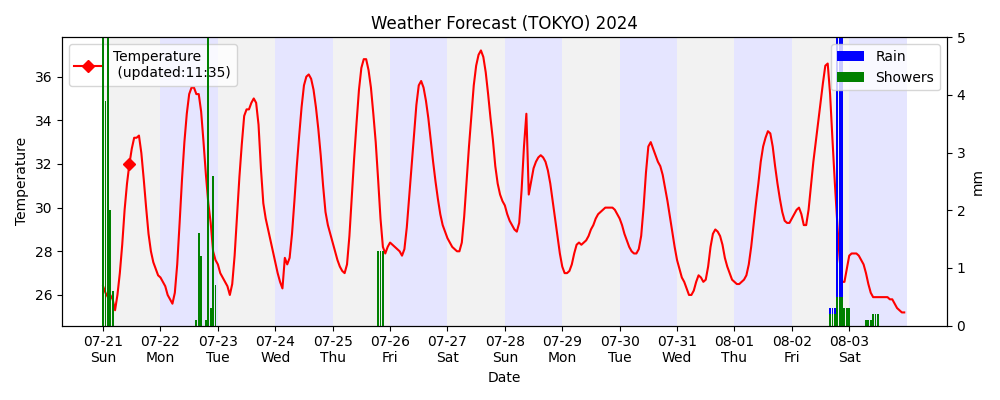 Weather Forecast (TOKYO) 2024
Temperature
(updated:11:35)
Rain
Showers
Temperature
36
34
32
30
28
26
5
4
3
2
1
0
mm
07-21 07-22 07-23 07-24 07-25 07-26 07-27 07-28 07-29 07-30 07-31 08-01 08-02 08-03
Sun Mon Tue Wed Thu Fri Sat Sun Mon Tue Wed Thu Fri Sat
Date